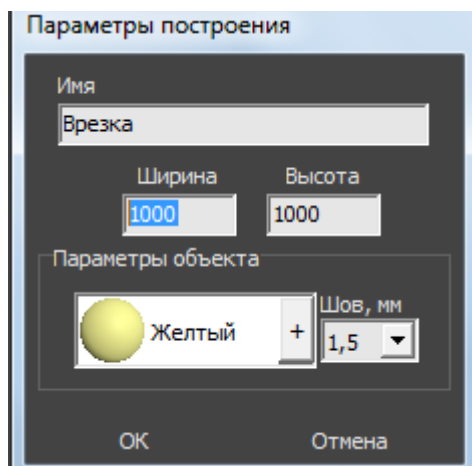 Параметры построения
Имя
Врезка
Ширина Высота
1000 1000
Параметры объекта
Шов, мм
Желтый + 1,5
ОК Отмена